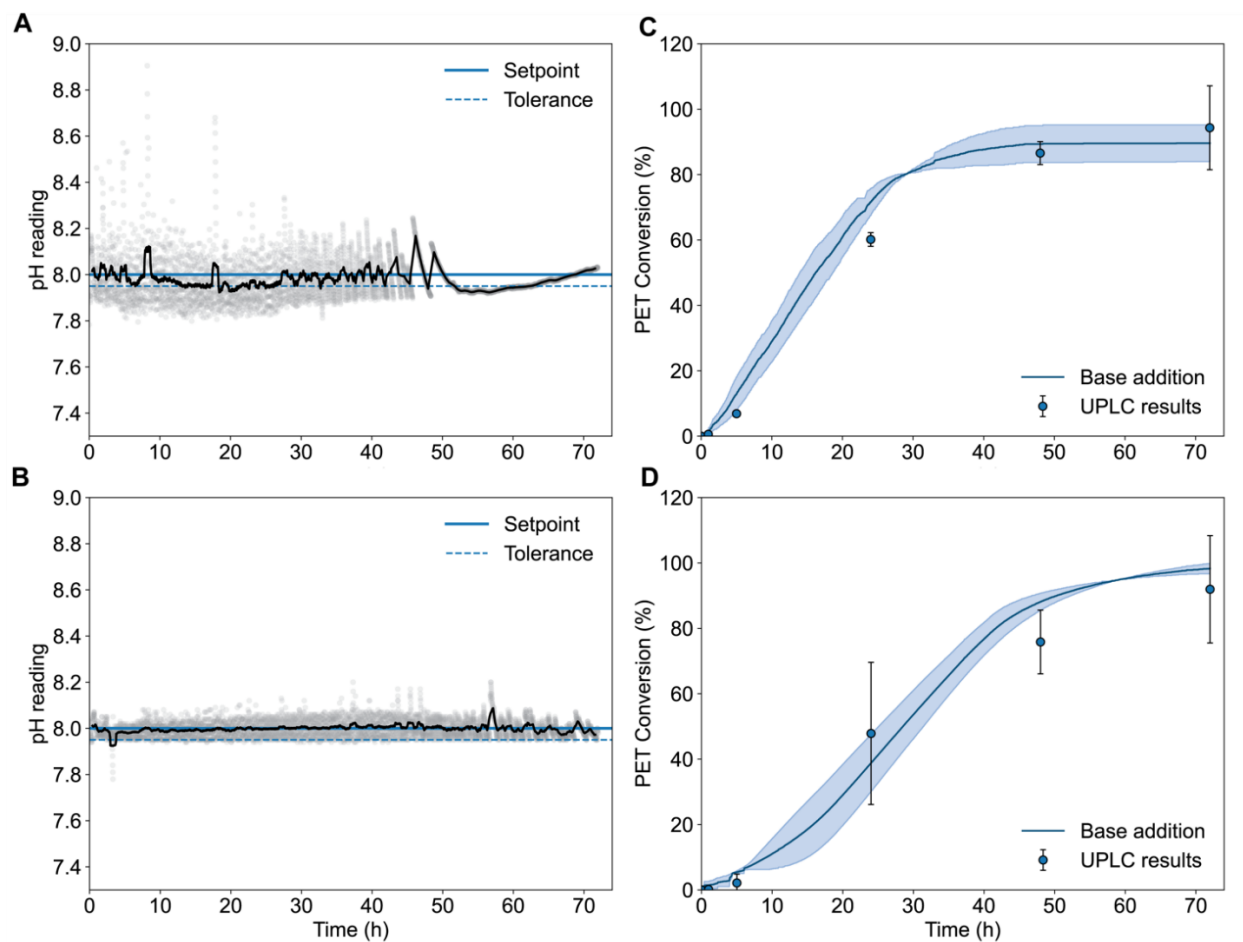 A
9.0
8.8
8.6
8.4
8.2
8.0
7.8
7.6
7.4
pH reading
Setpoint
Tolerance
0 10 20 30 40 50 60 70
C
120
100
80
60
40
20
0
PET Conversion (%)
Base addition
UPLC results
0 10 20 30 40 50 60 70
B
9.0
8.8
8.6
8.4
8.2
8.0
7.8
7.6
7.4
pH reading
Setpoint
Tolerance
0 10 20 30 40 50 60 70
Time (h)
D
120
100
80
60
40
20
0
PET Conversion (%)
Base addition
UPLC results
0 10 20 30 40 50 60 70
Time (h)